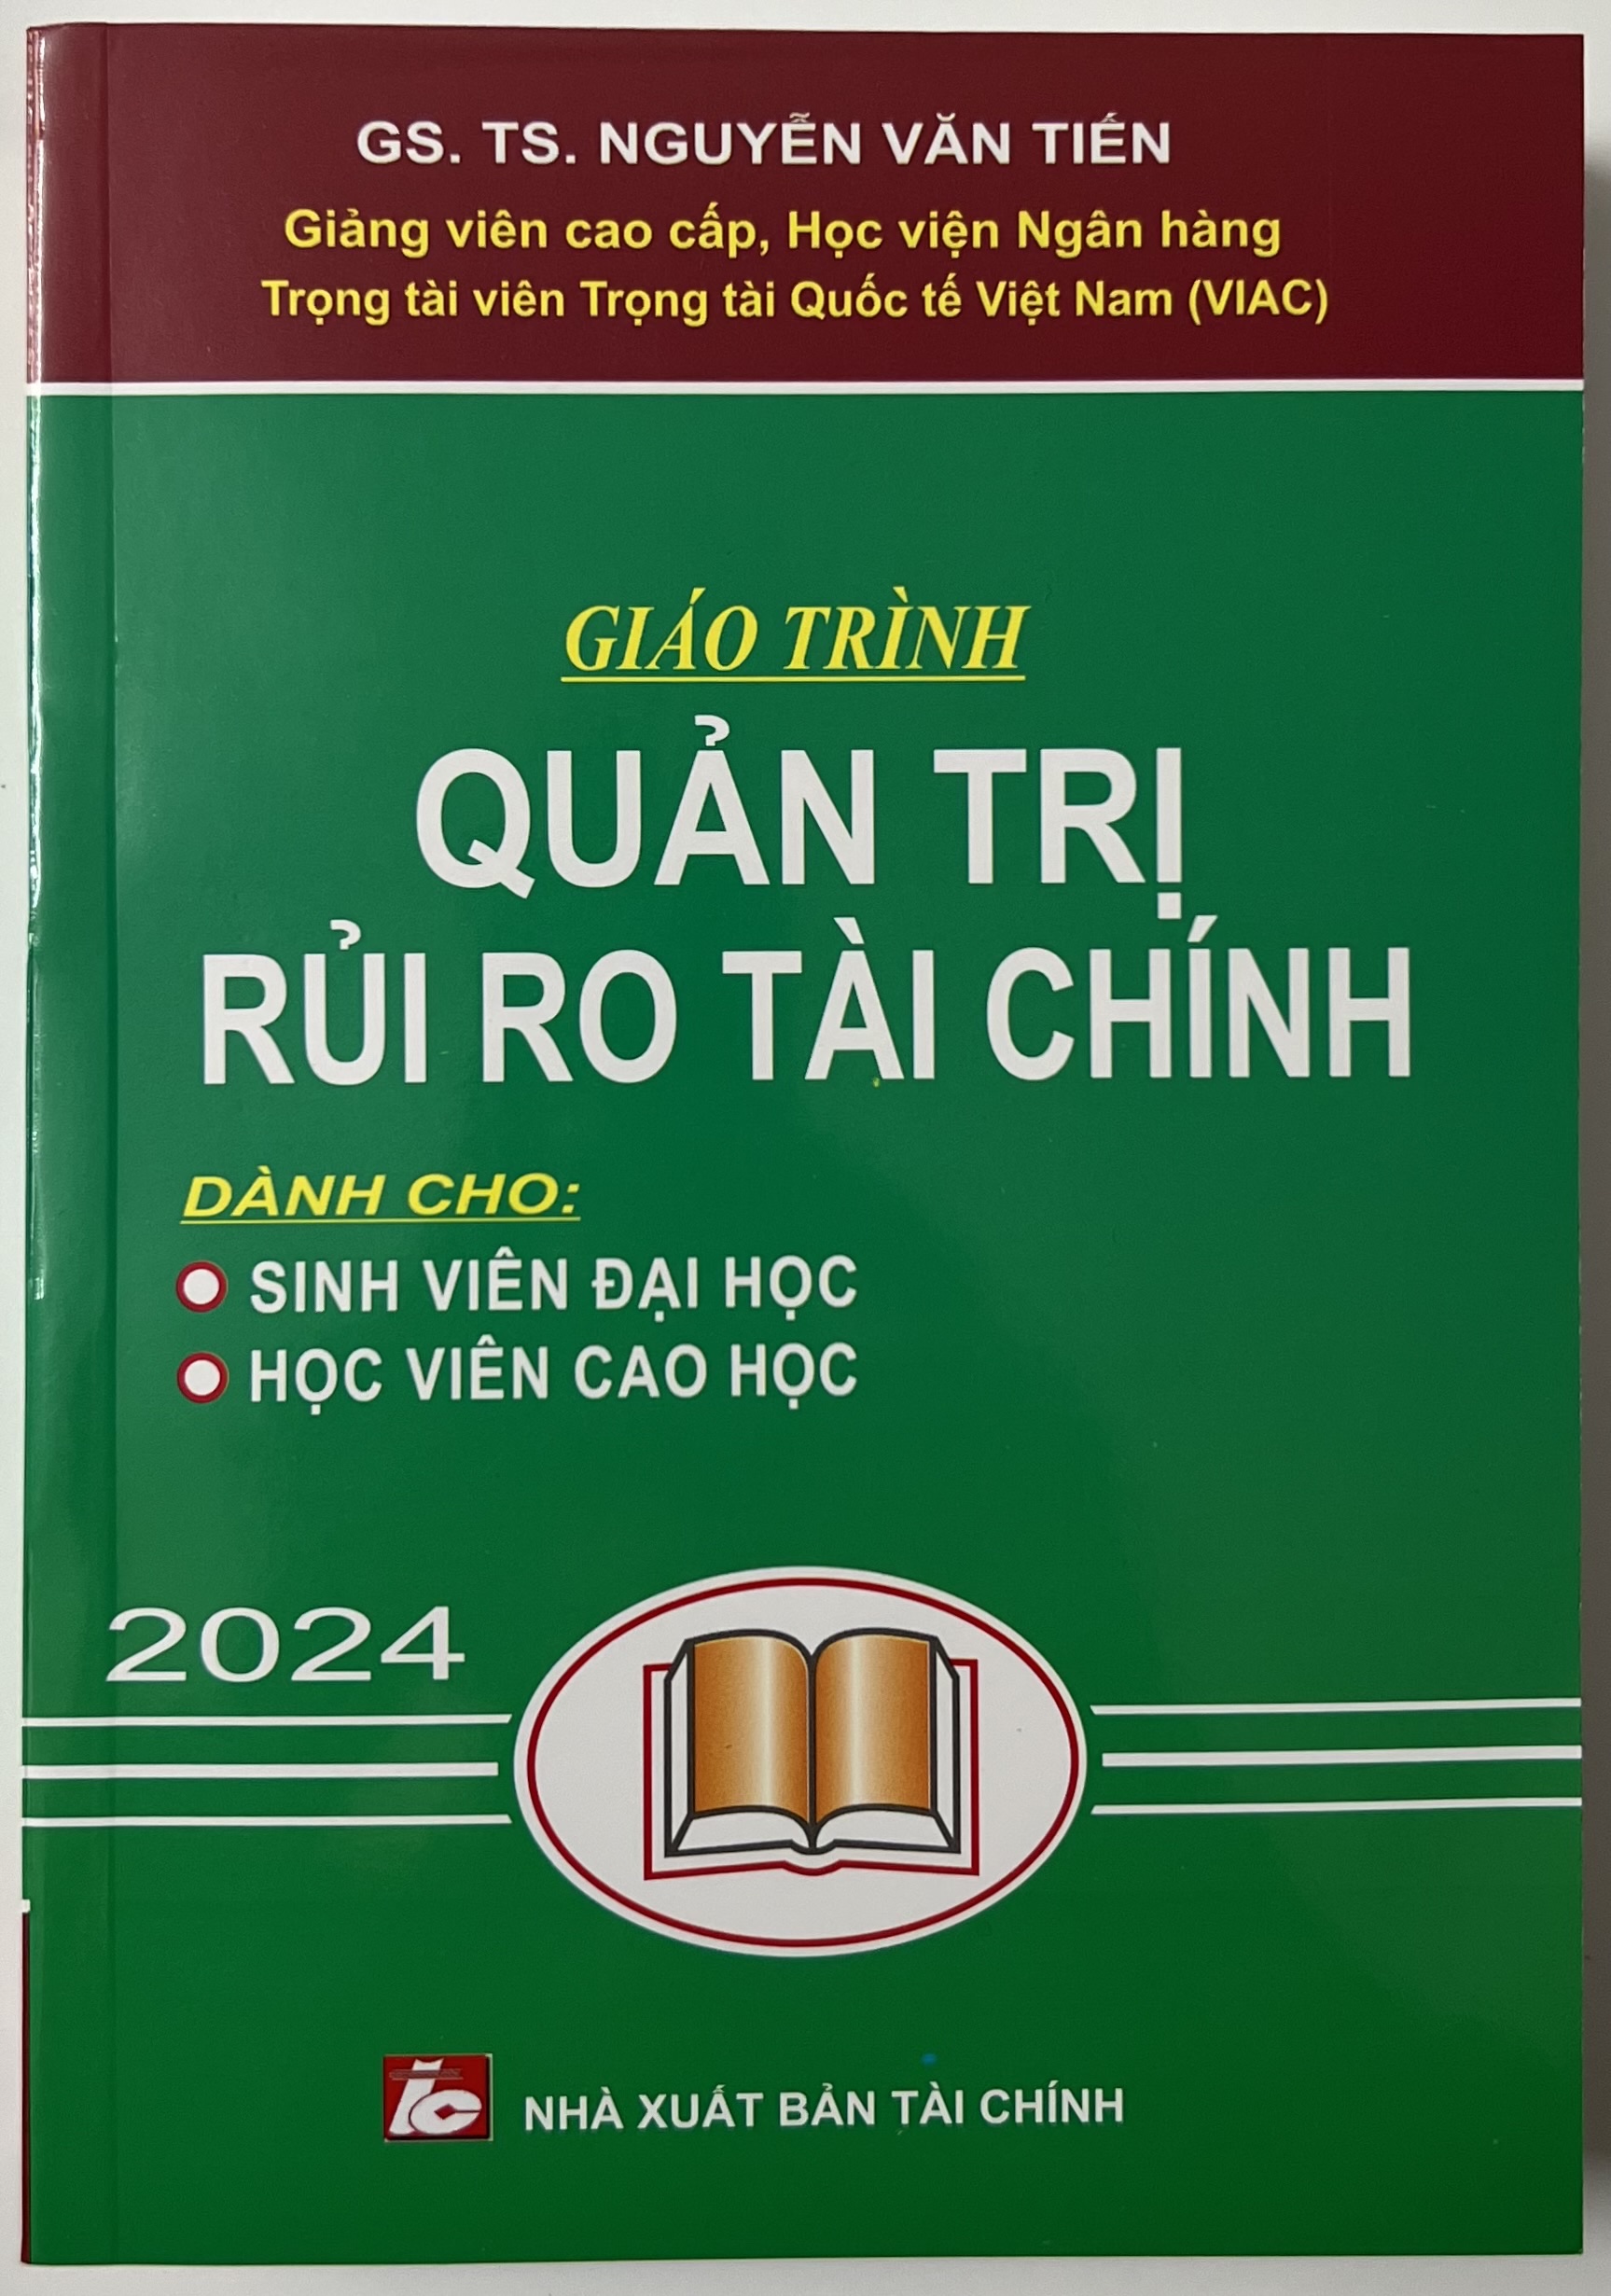 GS. TS. NGUYỄN VĂN TIẾN
Giảng viên cao cấp, Học viện Ngân hàng
Trọng tài viên Trọng tài Quốc tế Việt Nam (VIAC)
GIÁO TRÌNH
QUẢN TRỊ
RỦI RO TÀI CHÍNH
DÀNH CHO:
SINH VIÊN ĐẠI HỌC
HỌC VIÊN CAO HỌC
2024
tc
NHÀ XUẤT BẢN TÀI CHÍNH